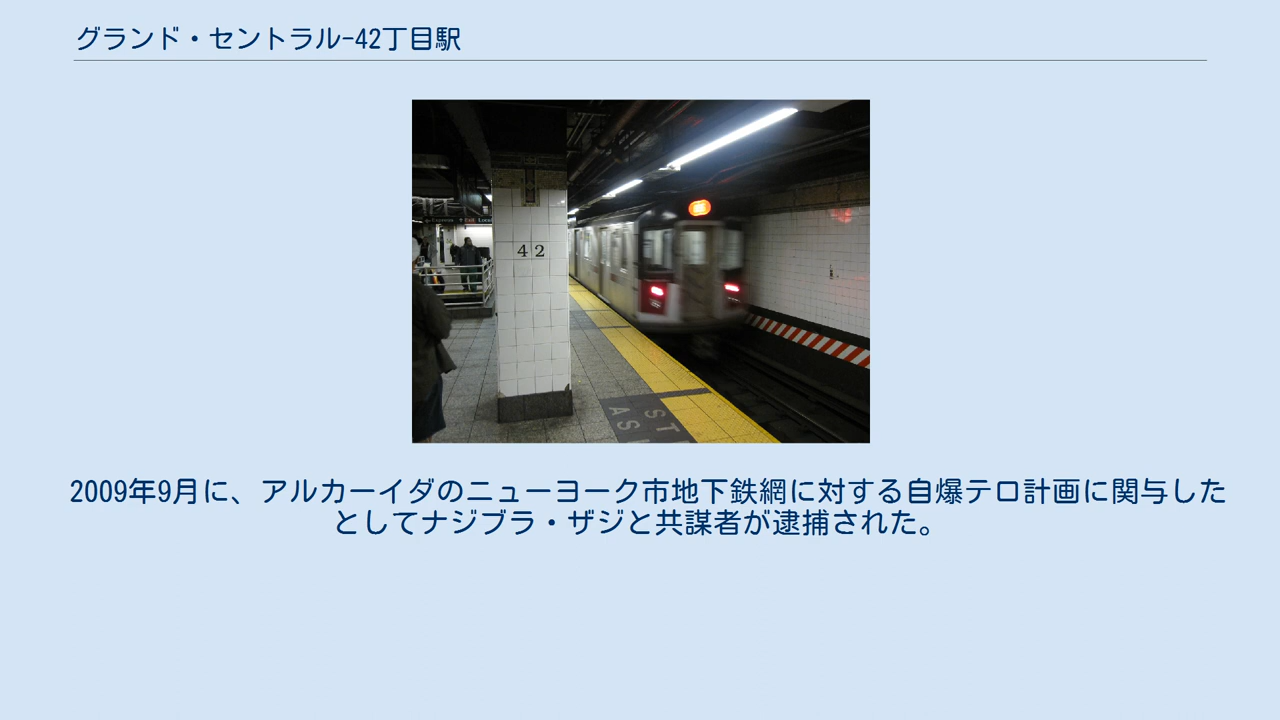 グランド・セントラル-42丁目駅
42
ST
AS
2009年9月に、アルカーイダのニューヨーク市地下鉄網に対する自爆テロ計画に関与した
としてナジブラ・ザジと共謀者が逮捕された。